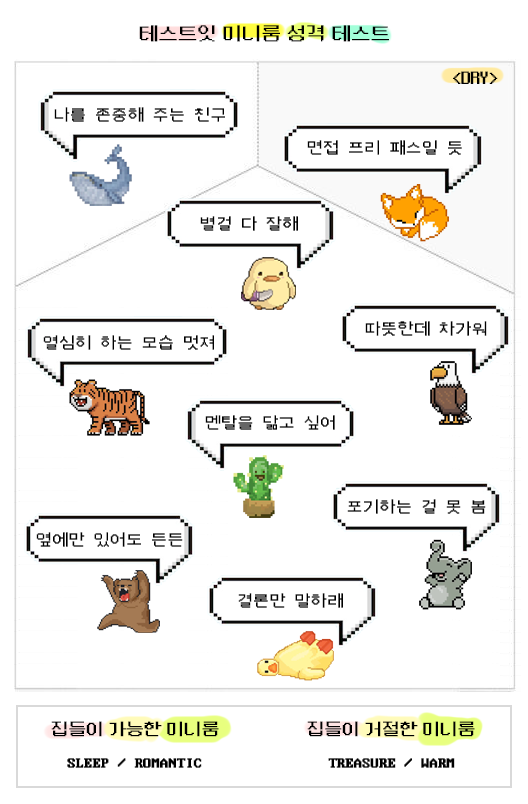 테스트잇 미니룸 성격 테스트
<DRY>
나를 존중해 주는 친구
면접 프리 패스일 듯
별걸 다 잘해
따뜻한데 차가워
열심히 하는 모습 멋져
멘탈을 닮고 싶어
포기하는 걸 못 봄
옆에만 있어도 든든
결론만 말하래
집들이 가능한 미니룸
SLEEP / ROMANTIC
집들이 거절한 미니룸
TREASURE / WARM